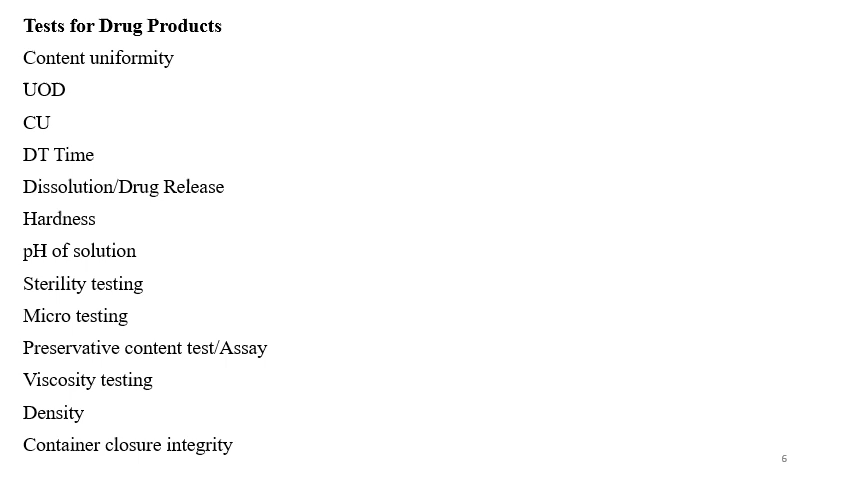 Tests for Drug Products
Content uniformity
UOD
CU
DT Time
Dissolution/Drug Release
Hardness
pH of solution
Sterility testing
Micro testing
Preservative content test/Assay
Viscosity testing
Density
Container closure integrity
6